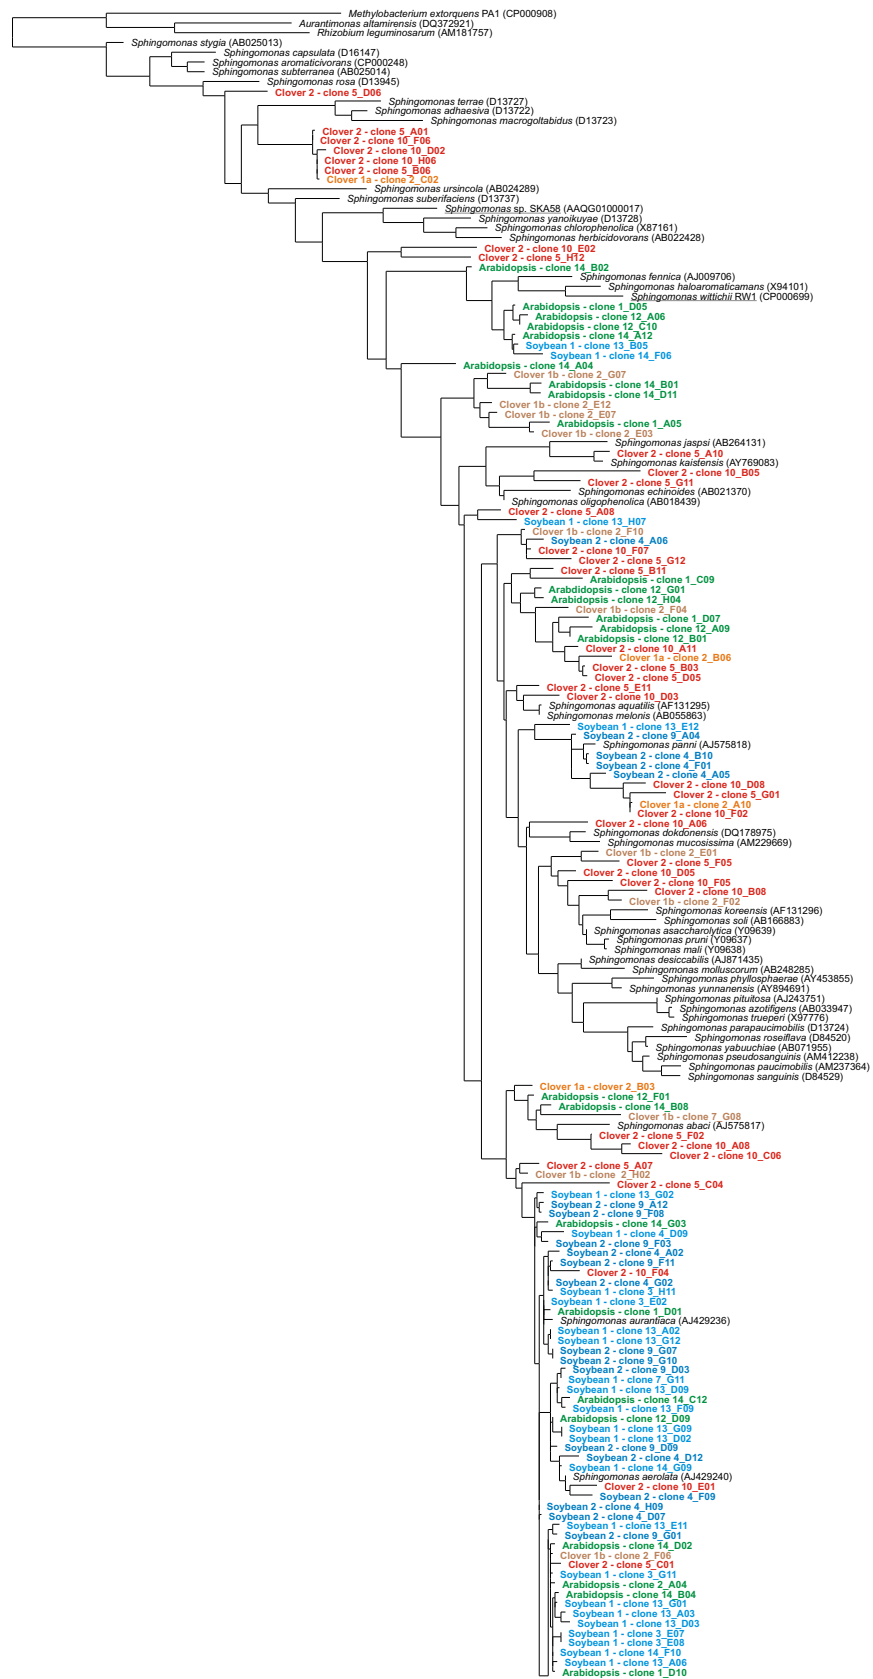 Methylobacterium extorquens PA1 (CP000908)
Aurantimonas altamirensis (DQ372921)
Rhizobium leguminosarum (AM181757)
Sphingomonas stygia (AB025013)
Sphingomonas capsulata (D16147)
Sphingomonas aromaticivorans (CP000248)
Sphingomonas subterranea (AB025014)
Sphingomonas rosa (D13945)
Clover 2 - clone 5_D06
Sphingomonas terrae (D13727)
Sphingomonas adhaesiva (D13722)
Sphingomonas macrogoltabidus (D13723)
Clover 2 - clone 5_A01
Clover 2 - clone 10_F06
Clover 2 - clone 10_D02
Clover 2 - clone 10_H06
Clover 2 - clone 5_B06
Clover 1a - clone 2_C02
Sphingomonas ursincola (AB024289)
Sphingomonas suberifaciens (D13737)
Sphingomonas sp. SKA58 (AAQG01000017)
Sphingomonas yanoikuyae (D13728)
Sphingomonas chlorophenolica (X87161)
Sphingomonas herbicidovorans (AB022428)
Clover 2 - clone 10_E02
Clover 2 - clone 5_H12
Arabidopsis - clone 14_B02
Sphingomonas fennica (AJ009706)
Sphingomonas haloaromaticamans (X94101)
Sphingomonas wittichii RW1 (CP000699)
Arabidopsis - clone 1_D05
Arabidopsis - clone 12_A06
Arabidopsis - clone 12_C10
Arabidopsis - clone 14_A12
Soybean 1 - clone 13_B05
Soybean 1 - clone 14_F06
Arabidopsis - clone 14_A04
Clover 1b - clone 2_G07
Arabidopsis - clone 14_B01
Arabidopsis - clone 14_D11
Clover 1b - clone 2_E12
Clover 1b - clone 2_E07
Arabidopsis - clone 1_A05
Clover 1b - clone 2_E03
Sphingomonas jaspsi (AB264131)
Clover 2 - clone 5_A10
Sphingomonas kaistensis (AY769083)
Clover 2 - clone 10_B05
Clover 2 - clone 5_G11
Sphingomonas echinoides (AB021370)
Sphingomonas oligophenolica (AB018439)
Clover 2 - clone 5_A08
Soybean 1 - clone 13_H07
Clover 1b - clone 2_F10
Soybean 2 - clone 4_A06
Clover 2 - clone 10_F07
Clover 2 - clone 5_G12
Clover 2 - clone 5_B11
Arabidopsis - clone 1_C09
Arabdidopsis - clone 12_G01
Arabidopsis - clone 12_H04
Clover 1b - clone 2_F04
Arabidopsis - clone 1_D07
Arabidopsis - clone 12_A09
Arabidopsis - clone 12_B01
Clover 2 - clone 10_A11
Clover 1a - clone 2_B06
Clover 2 - clone 5_B03
Clover 2 - clone 5_D05
Clover 2 - clone 5_E11
Clover 2 - clone 10_D03
Sphingomonas aquatilis (AF131295)
Sphingomonas melonis (AB055863)
Soybean 1 - clone 13_E12
Soybean 2 - clone 9_A04
Sphingomonas panni (AJ575818)
Soybean 2 - clone 4_B10
Soybean 2 - clone 4_F01
Soybean 2 - clone 4_A05
Clover 2 - clone 10_D08
Clover 2 - clone 5_G01
Clover 1a - clone 2_A10
Clover 2 - clone 10_F02
Clover 2 - clone 10_A06
Sphingomonas dokdonensis (DQ178975)
Sphingomonas mucosissima (AM229669)
Clover 1b - clone 2_E01
Clover 2 - clone 5_F05
Clover 2 - clone 10_D05
Clover 2 - clone 10_F05
Clover 2 - clone 10_B08
Clover 1b - clone 2_F02
Sphingomonas koreensis (AF131296)
Sphingomonas soli (AB166883)
Sphingomonas asaccharolytica (Y09639)
Sphingomonas pruni (Y09637)
Sphingomonas mali (Y09638)
Sphingomonas desiccabilis (AJ871435)
Sphingomonas molluscorum (AB248285)
Sphingomonas phyllosphaerae (AY453855)
Sphingomonas yunnanensis (AY894691)
Sphingomonas pituitosa (AJ243751)
Sphingomonas azotifigens (AB033947)
Sphingomonas trueperi (X97776)
Sphingomonas parapaucimobilis (D13724)
Sphingomonas roseiflava (D84520)
Sphingomonas yabuuchiae (AB071955)
Sphingomonas pseudosanguinis (AM412238)
Sphingomonas paucimobilis (AM237364)
Sphingomonas sanguinis (D84529)
Clover 1a - clover 2_B03
Arabidopsis - clone 12_F01
Arabidopsis - clone 14_B08
Clover 1b - clone 7_G08
Sphingomonas abaci (AJ575817)
Clover 2 - clone 5_F02
Clover 2 - clone 10_A08
Clover 2 - clone 10_C06
Clover 2 - clone 5_A07
Clover 1b - clone 2_H02
Clover 2 - clone 5_C04
Soybean 1 - clone 13_G02
Soybean 2 - clone 9_A12
Soybean 2 - clone 9_F08
Arabidopsis - clone 14_G03
Soybean 1 - clone 4_D09
Soybean 2 - clone 9_F03
Soybean 2 - clone 4_A02
Soybean 2 - clone 9_F11
Clover 2 - 10_F04
Soybean 2 - clone 4_G02
Soybean 1 - clone 3_H11
Soybean 1 - clone 3_E02
Arabidopsis - clone 1_D01
Sphingomonas aurantiaca (AJ429236)
Soybean 1 - clone 13_A02
Soybean 1 - clone 13_G12
Soybean 2 - clone 9_G07
Soybean 2 - clone 9_G10
Soybean 2 - clone 9_D03
Soybean 1 - clone 7_G11
Soybean 1 - clone 13_D09
Arabidopsis - clone 14_C12
Soybean 1 - clone 13_F09
Arabidopsis - clone 12_D09
Soybean 1 - clone 13_G09
Soybean 1 - clone 13_D02
Soybean 2 - clone 9_D09
Soybean 2 - clone 4_D12
Soybean 1 - clone 14_G09
Sphingomonas aerolata (AJ429240)
Clover 2 - clone 10_E01
Soybean 2 - clone 4_F09
Soybean 2 - clone 4_H09
Soybean 2 - clone 4_D07
Soybean 1 - clone 13_E11
Soybean 2 - clone 9_G01
Arabidopsis - clone 14_D02
Clover 1b - clone 2_F06
Clover 2 - clone 5_C01
Soybean 1 - clone 3_G11
Arabidopsis - clone 2_A04
Arabidopsis - clone 14_B04
Soybean 1 - clone 13_G01
Soybean 1 - clone 13_A03
Soybean 1 - clone 13_D03
Soybean 1 - clone 3_E07
Soybean 1 - clone 3_E08
Soybean 1 - clone 14_F10
Soybean 1 - clone 13_A06
Arabidopsis - clone 1_D10